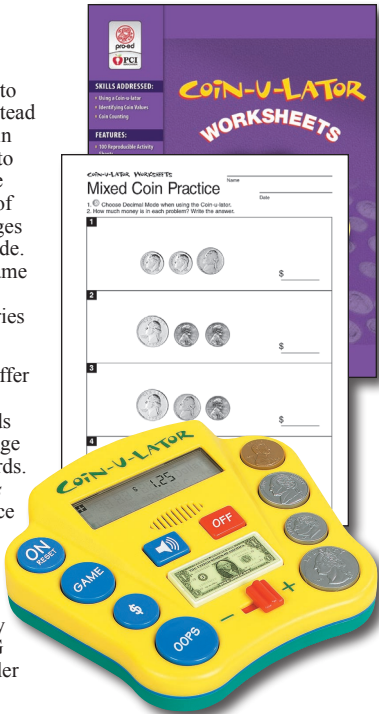 to
tead
an
to
e
of
ges
de.
ame
ries
ffer
ds
ge
rds.
ce
y
G
ler
pro·ed
PCI
SKILLS ADDRESSED:
› Using a Coin-u-lator
› Identifying Coin Values
› Coin Counting
FEATURES:
› 100 Reproducible Activity
COIN-U-LATOR
WORKSHEETS
COIN-U-LATOR WORKSHEETS
Mixed Coin Practice
Name
Date
1. Choose Decimal Mode when using the Coin-u-lator.
2. How much money is in each problem? Write the answer.
1
$
2
$
3
$
4
COIN-U-LATOR
$ 1.25
ON
RESET
GAME
OFF
$¢
OOPS
- +